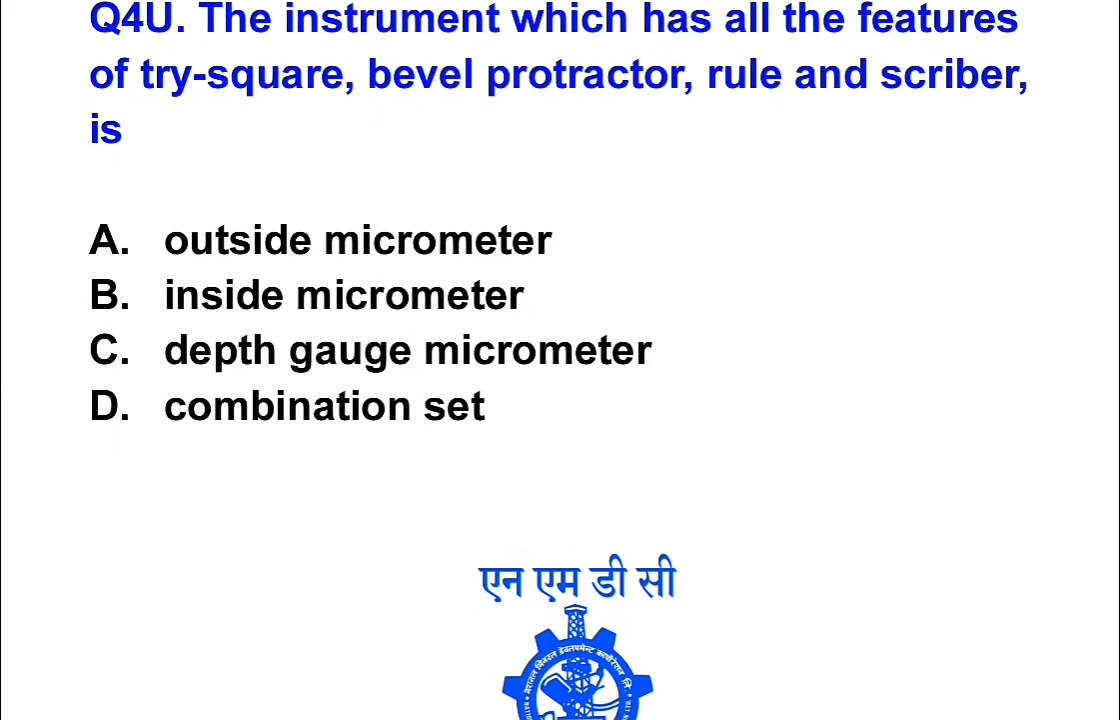 Q4U. The instrument which has all the features
of try-square, bevel protractor, rule and scriber,
is
A. outside micrometer
B. inside micrometer
C. depth gauge micrometer
D. combination set
एन एम डी सी